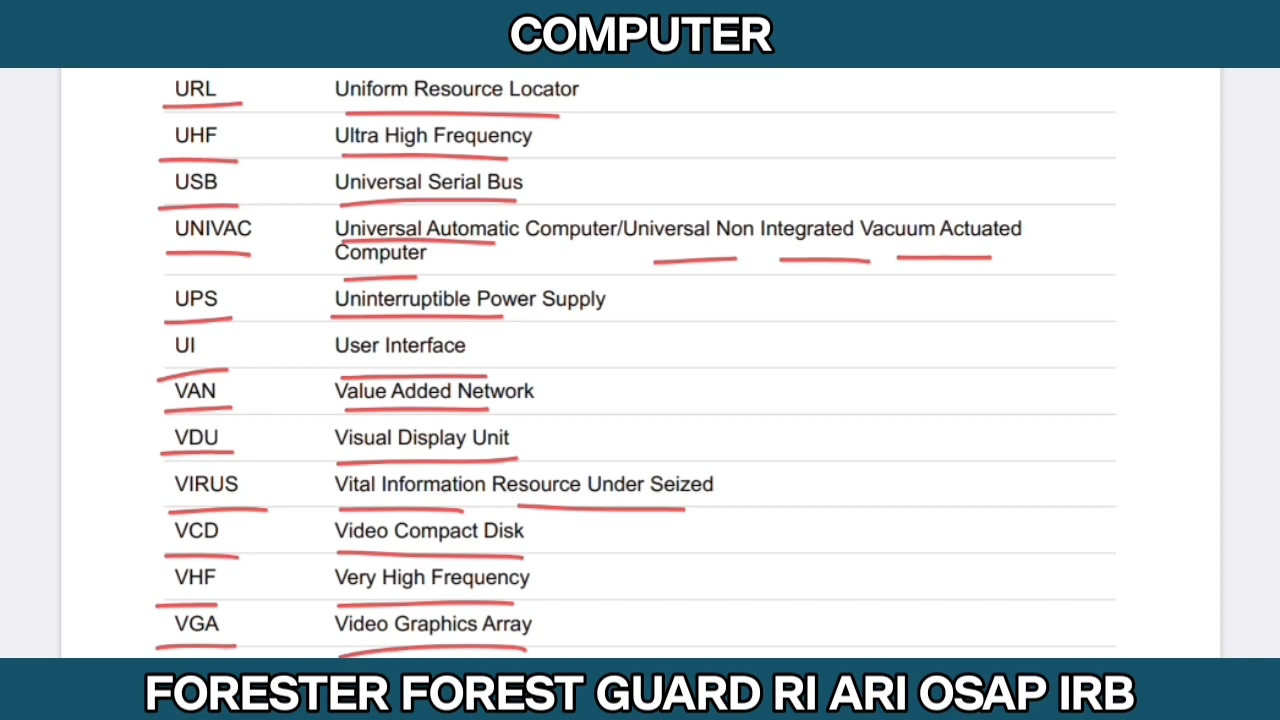 COMPUTER
URL Uniform Resource Locator
UHF Ultra High Frequency
USB Universal Serial Bus
UNIVAC Universal Automatic Computer/Universal Non Integrated Vacuum Actuated
Computer
UPS Uninterruptible Power Supply
UI User Interface
VAN Value Added Network
VDU Visual Display Unit
VIRUS Vital Information Resource Under Seized
VCD Video Compact Disk
VHF Very High Frequency
VGA Video Graphics Array
FORESTER FOREST GUARD RI ARI OSAP IRB